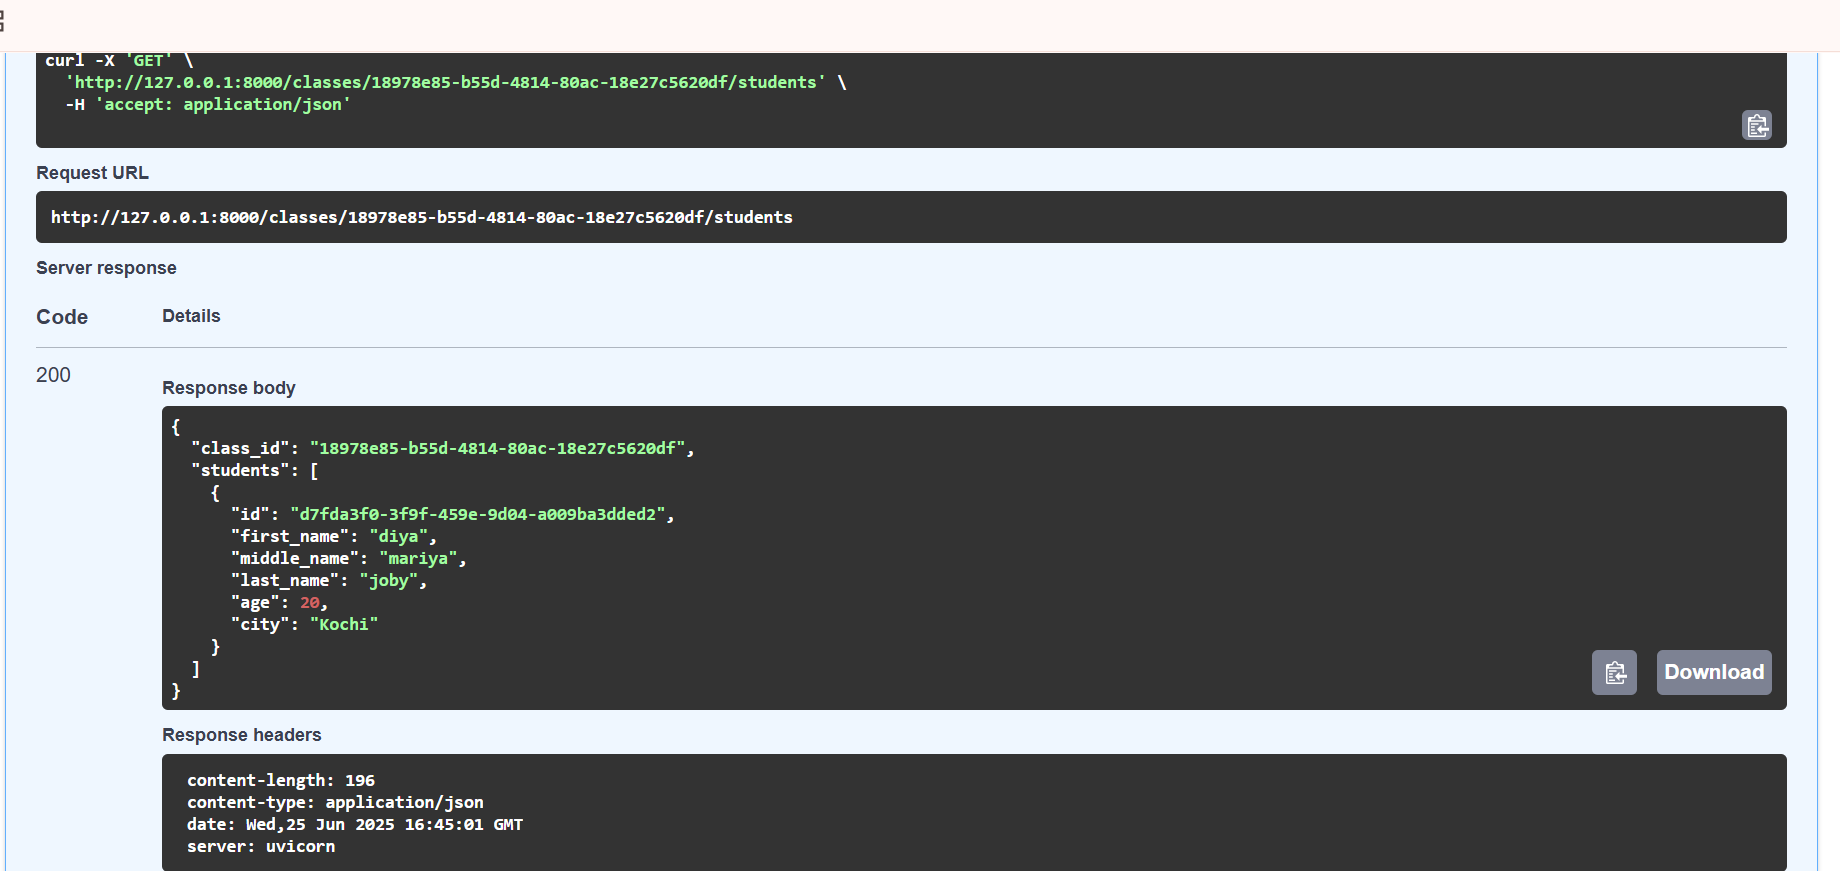 curl -X 'GET' \
  'http://127.0.0.1:8000/classes/18978e85-b55d-4814-80ac-18e27c5620df/students' \
  -H 'accept: application/json'
Request URL
http://127.0.0.1:8000/classes/18978e85-b55d-4814-80ac-18e27c5620df/students
Server response
Code Details
200
Response body
{
  "class_id": "18978e85-b55d-4814-80ac-18e27c5620df",
  "students": [
    {
      "id": "d7fda3f0-3f9f-459e-9d04-a009ba3dded2",
      "first_name": "diya",
      "middle_name": "mariya",
      "last_name": "joby",
      "age": 20,
      "city": "Kochi"
    }
  ]
}
Download
Response headers
content-length: 196
content-type: application/json
date: Wed,25 Jun 2025 16:45:01 GMT
server: uvicorn